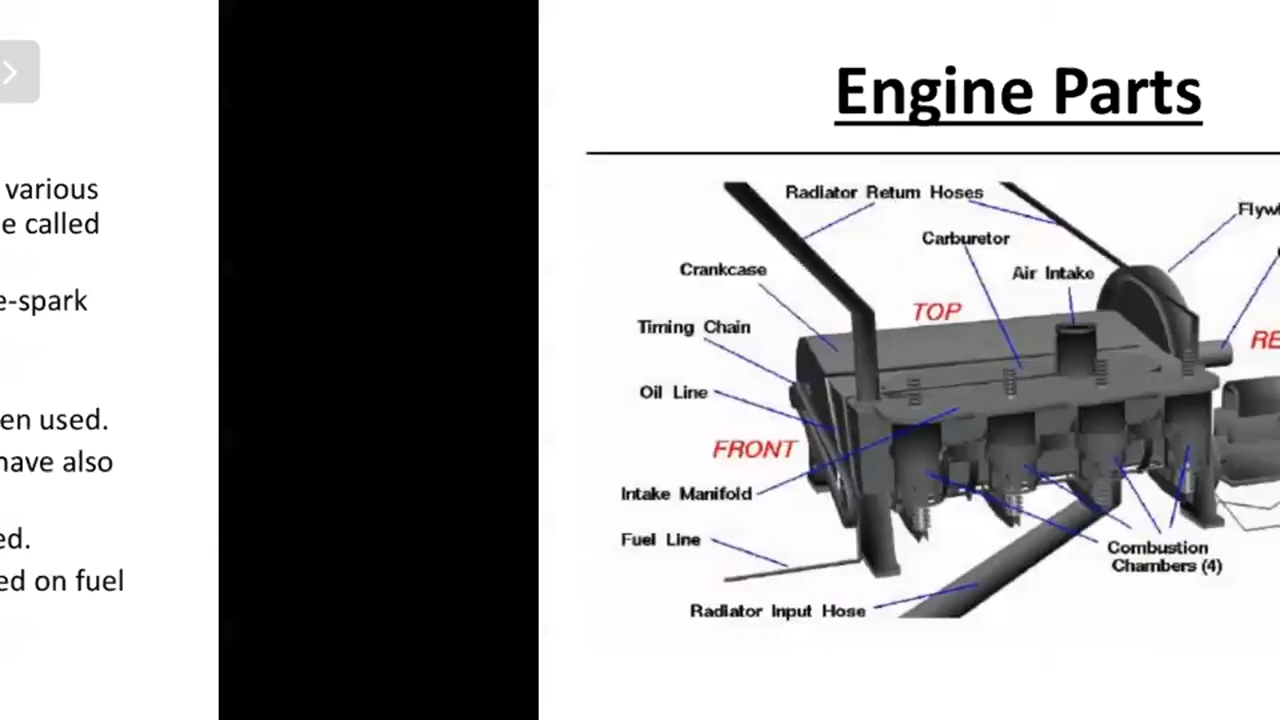 various
e called
e-spark
en used.
have also
ed.
ed on fuel
Engine Parts
Radiator Return Hoses
Carburetor
Crankcase
Air Intake
TOP
Timing Chain
Oil Line
FRONT
Intake Manifold
Fuel Line
Combustion
Chambers (4)
Radiator Input Hose